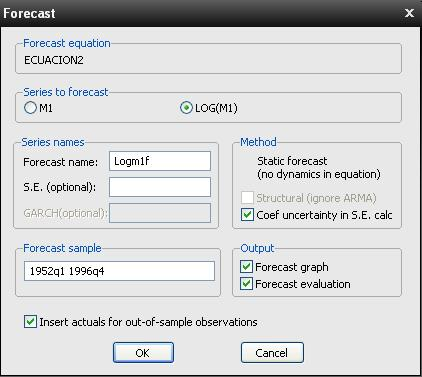 Forecast x
Forecast equation
ECUACION2
Series to forecast
M1 LOG(M1)
Series names
Forecast name: Logm1f
S.E. (optional):
GARCH(optional):
Method
Static forecast
(no dynamics in equation)
Structural (ignore ARMA)
Coef uncertainty in S.E. calc
Forecast sample
1952q1 1996q4
Output
Forecast graph
Forecast evaluation
Insert actuals for out-of-sample observations
OK Cancel